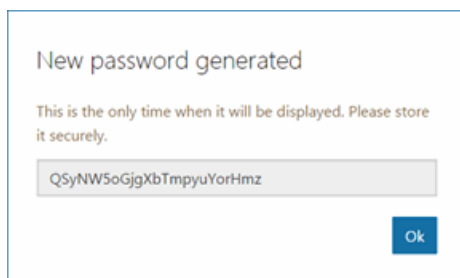 New password generated
This is the only time when it will be displayed. Please store
it securely.
QSyNW5oGjgXbTmpyuYorHmz
Ok